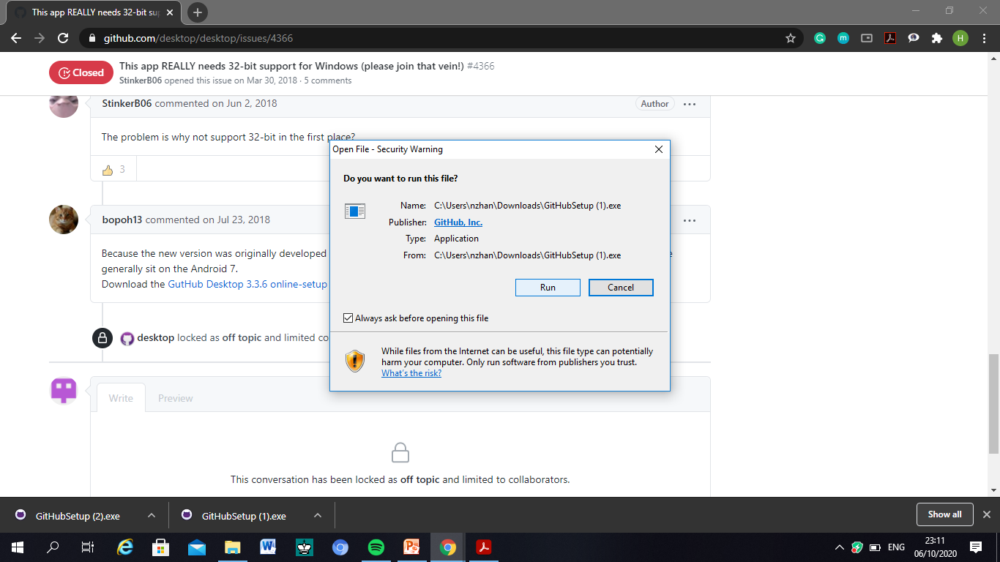 This app REALLY needs 32-bit sup
github.com/desktop/desktop/issues/4366
H
Closed
This app REALLY needs 32-bit support for Windows (please join that vein!) #4366
StinkerB06 opened this issue on Mar 30, 2018 · 5 comments
StinkerB06 commented on Jun 2, 2018
Author
The problem is why not support 32-bit in the first place?
3
bopoh13 commented on Jul 23, 2018
Because the new version was originally developed
generally sit on the Android 7.
Download the GutHub Desktop 3.3.6 online-setup
desktop locked as off topic and limited co
Write
Preview
This conversation has been locked as off topic and limited to collaborators.
Open File - Security Warning
Do you want to run this file?
Name: C:\Users\nzhan\Downloads\GitHubSetup (1).exe
Publisher: GitHub, Inc.
Type: Application
From: C:\Users\nzhan\Downloads\GitHubSetup (1).exe
Run
Cancel
Always ask before opening this file
While files from the Internet can be useful, this file type can potentially
harm your computer. Only run software from publishers you trust.
What's the risk?
GitHubSetup (2).exe
GitHubSetup (1).exe
Show all
ENG
23:11
06/10/2020